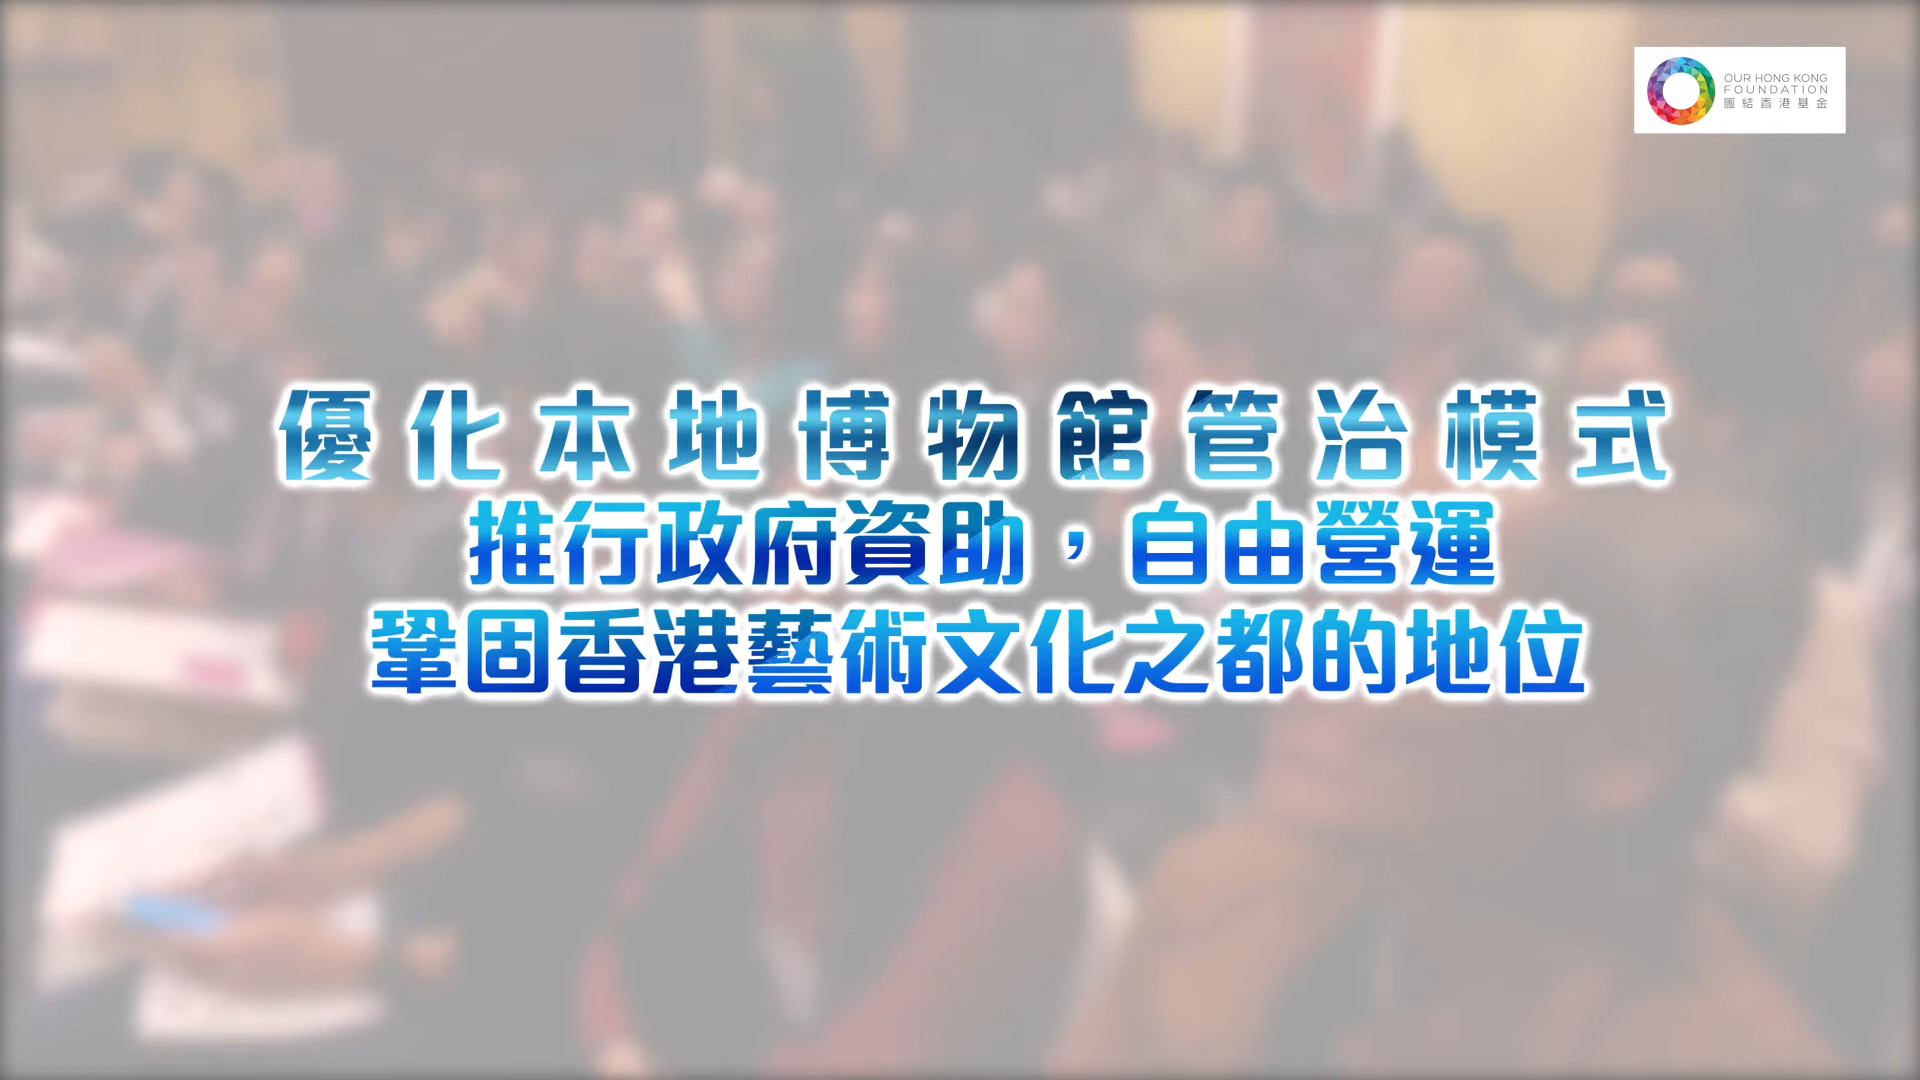 OUR HONG KONG
FOUNDATION
團結香港基金
優化本地博物館管治模式
推行政府資助，自由營運
鞏固香港藝術文化之都的地位